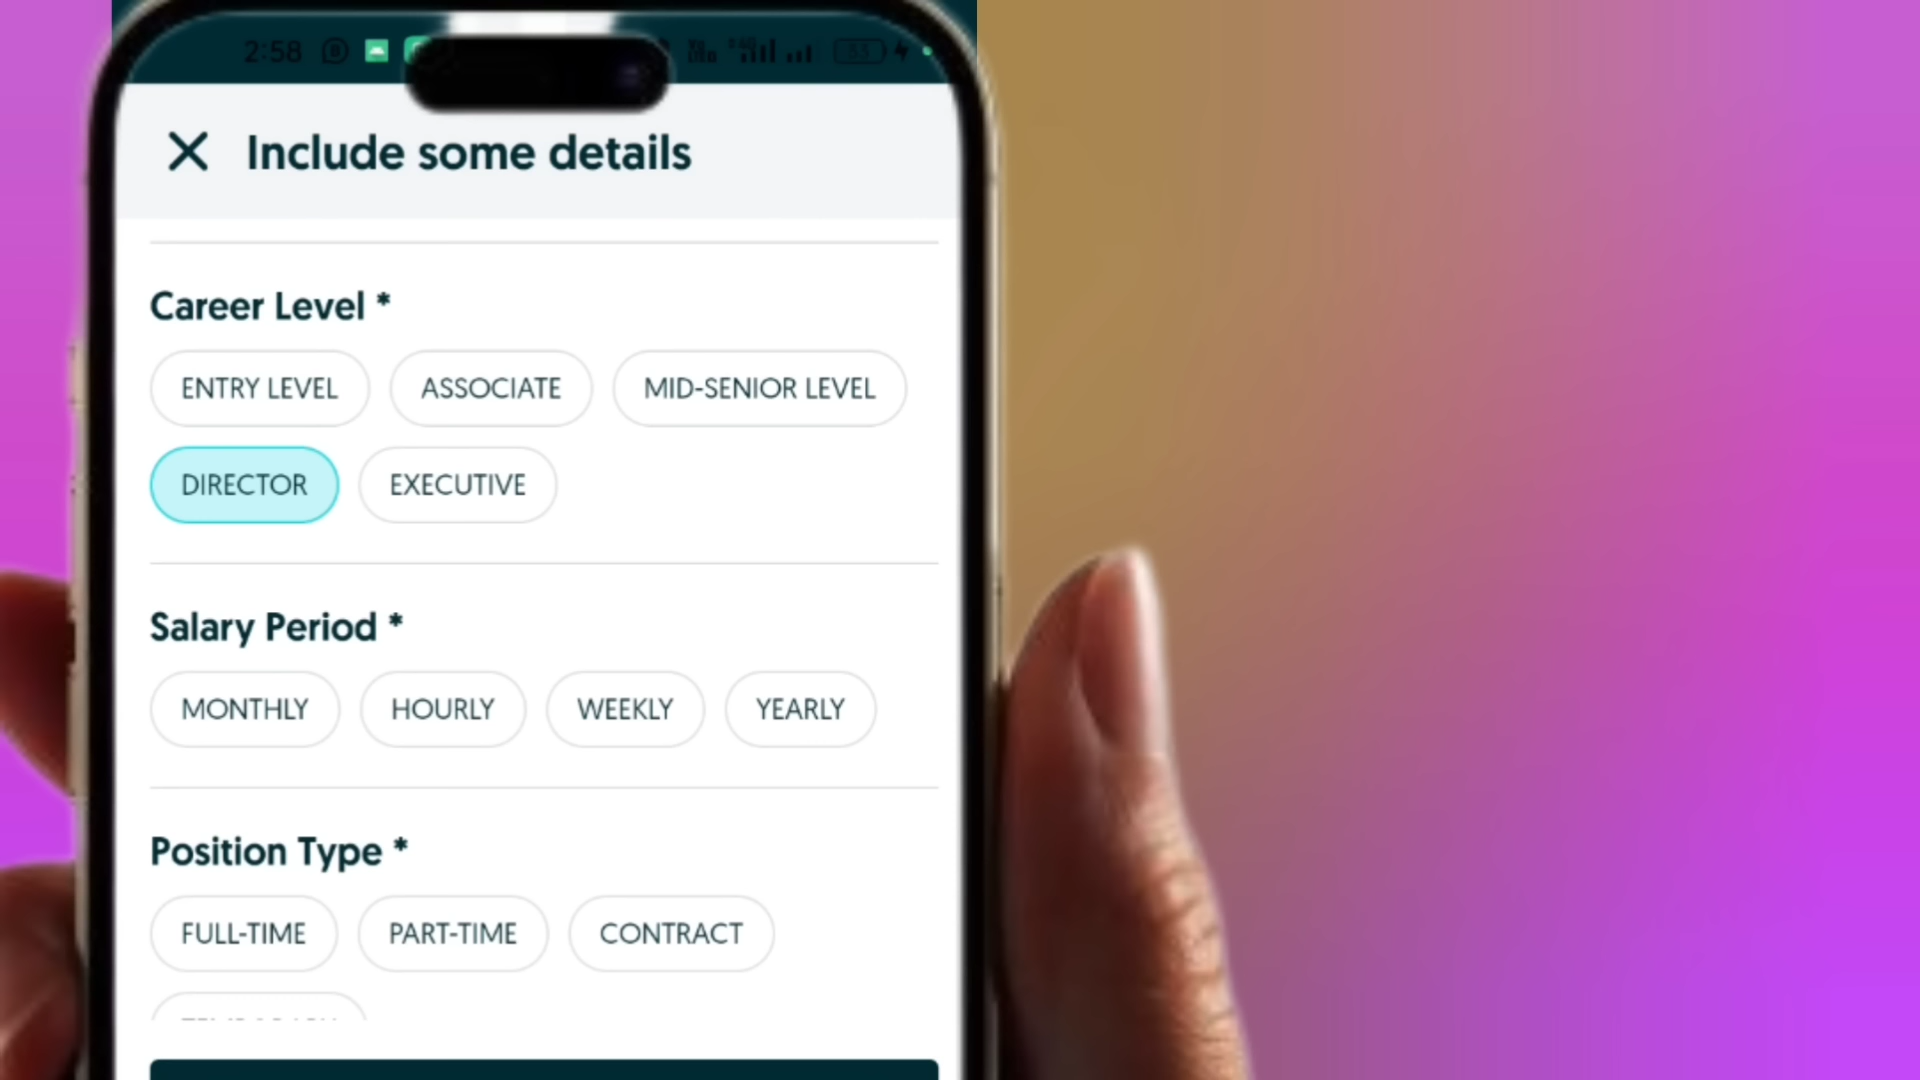 2:58
Include some details
Career Level *
ENTRY LEVEL ASSOCIATE MID-SENIOR LEVEL
DIRECTOR EXECUTIVE
Salary Period *
MONTHLY HOURLY WEEKLY YEARLY
Position Type *
FULL-TIME PART-TIME CONTRACT